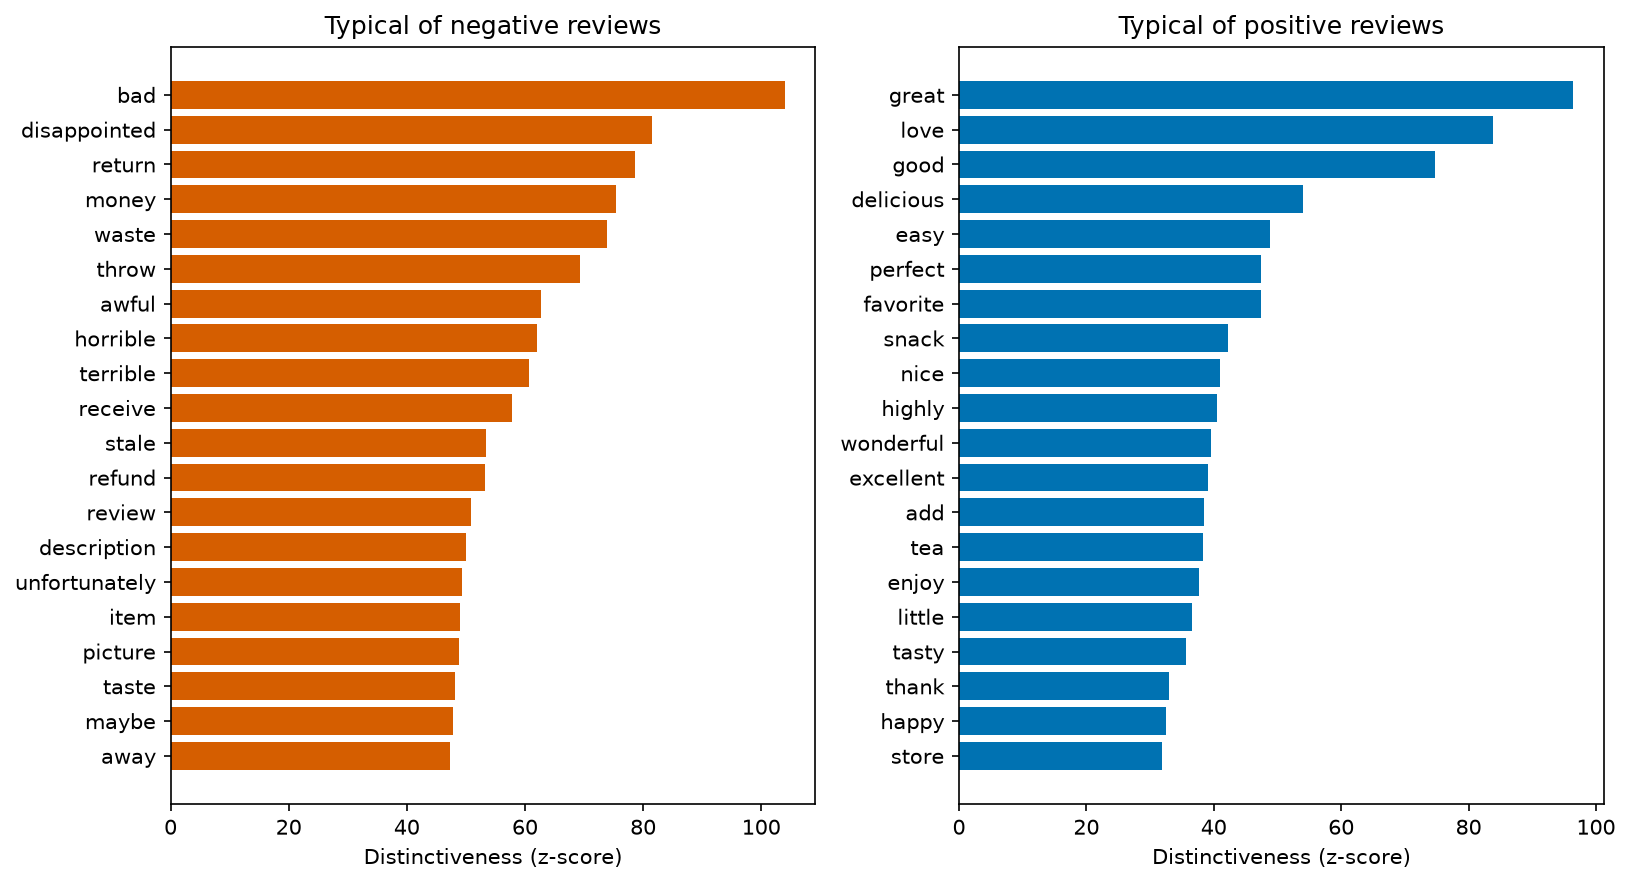 Typical of negative reviews
bad
disappointed
return
money
waste
throw
awful
horrible
terrible
receive
stale
refund
review
description
unfortunately
item
picture
taste
maybe
away
0 20 40 60 80 100
Distinctiveness (z-score)
Typical of positive reviews
great
love
good
delicious
easy
perfect
favorite
snack
nice
highly
wonderful
excellent
add
tea
enjoy
little
tasty
thank
happy
store
0 20 40 60 80 100
Distinctiveness (z-score)